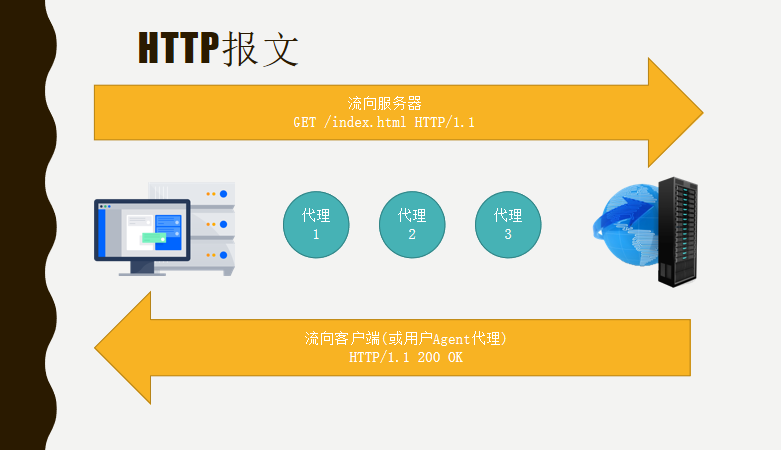 HTTP报文
流向服务器
GET /index.html HTTP/1.1
代理
1
代理
2
代理
3
流向客户端(或用户Agent代理)
HTTP/1.1 200 OK